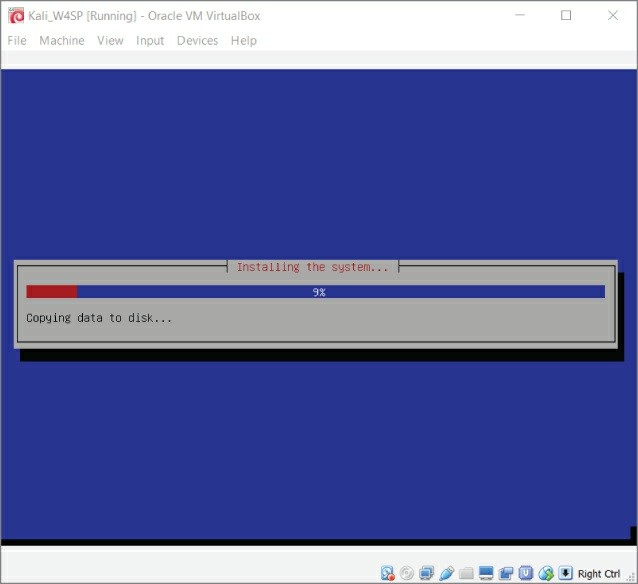 Kali_W4SP [Running] - Oracle VM VirtualBox
File Machine View Input Devices Help
Installing the system...
9%
Copying data to disk...
Right Ctrl